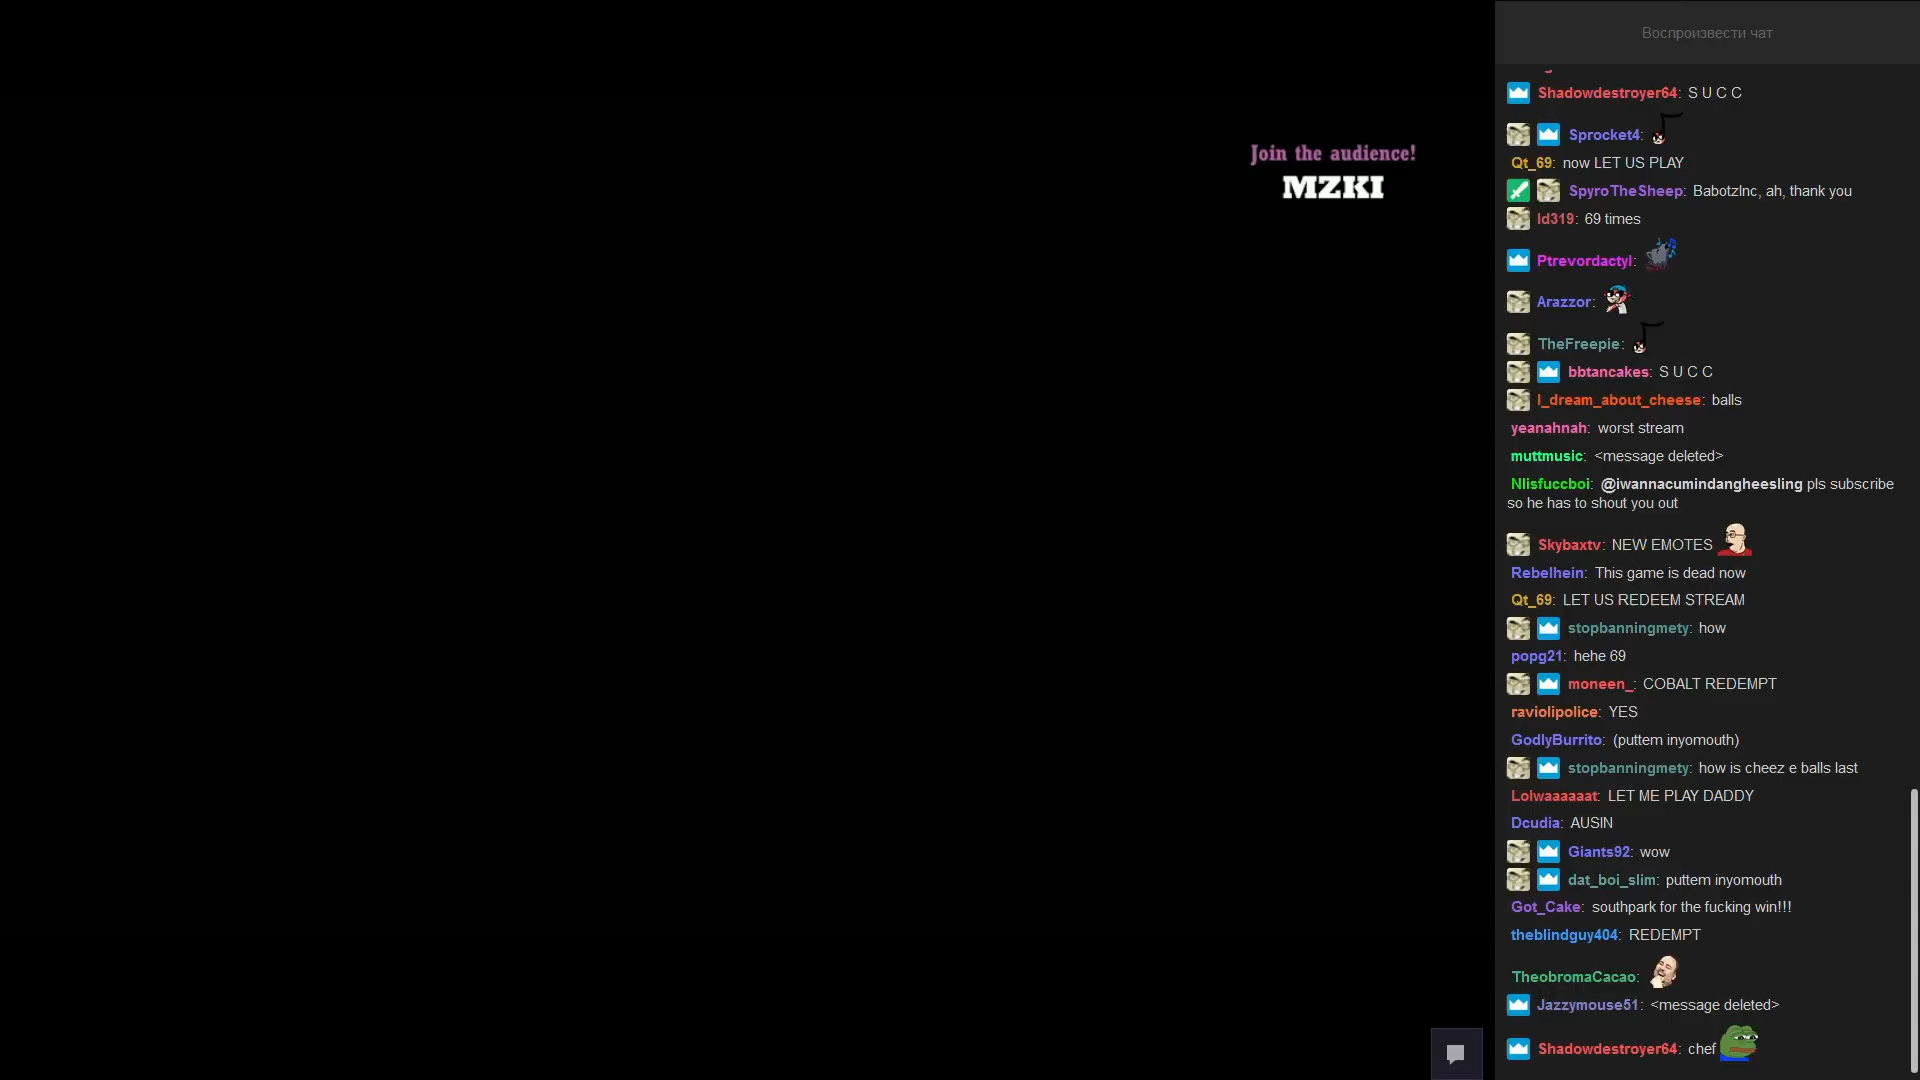 Join the audience!
MZKI
Воспроизвести чат
Shadowdestroyer64: S U C C
Sprocket4:
Qt_69: now LET US PLAY
SpyroTheSheep: BabotzInc, ah, thank you
ld319: 69 times
Ptrevordactyl:
Arazzor:
TheFreepie:
bbtancakes: S U C C
I_dream_about_cheese: balls
yeanahnah: worst stream
muttmusic: <message deleted>
NIisfuccboi: @iwannacumindangheesling pls subscribe
so he has to shout you out
Skybaxtv: NEW EMOTES
Rebelhein: This game is dead now
Qt_69: LET US REDEEM STREAM
stopbanningmety: how
popg21: hehe 69
moneen_: COBALT REDEMPT
raviolipolice: YES
GodlyBurrito: (puttem inyomouth)
stopbanningmety: how is cheez e balls last
Lolwaaaaaat: LET ME PLAY DADDY
Dcudia: AUSIN
Giants92: wow
dat_boi_slim: puttem inyomouth
Got_Cake: southpark for the fucking win!!!
theblindguy404: REDEMPT
TheobromaCacao:
Jazzymouse51: <message deleted>
Shadowdestroyer64: chef